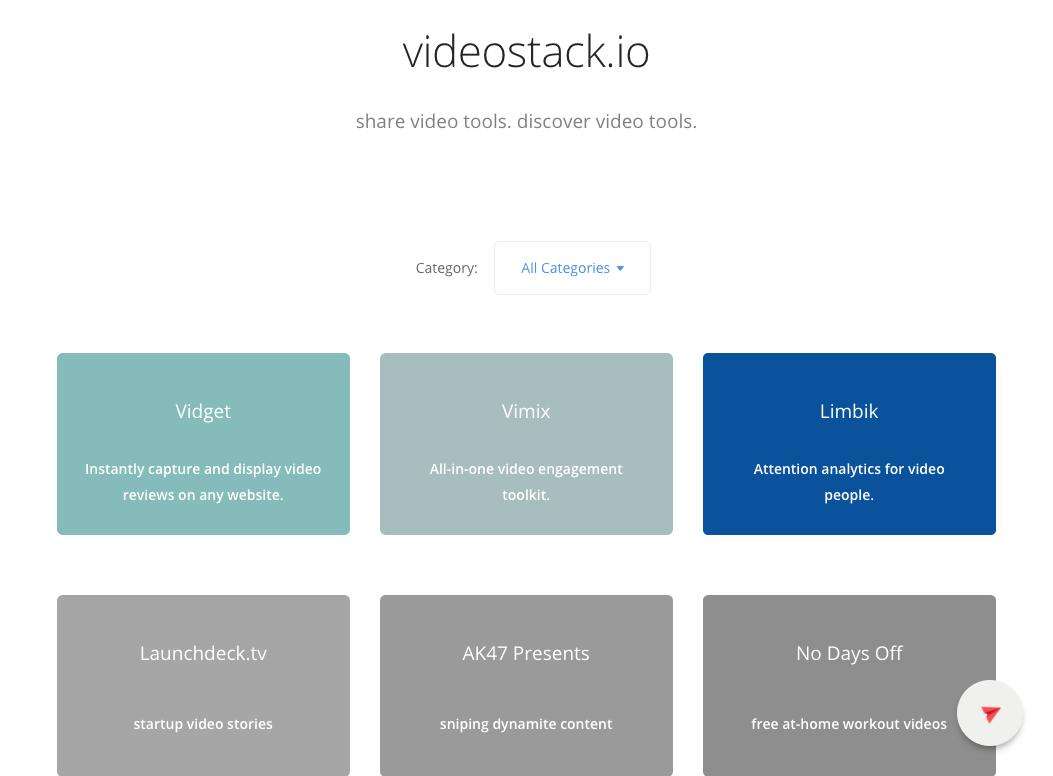 videostack.io
share video tools. discover video tools.
Category: All Categories
Vidget
Instantly capture and display video
reviews on any website.
Vimix
All-in-one video engagement
toolkit.
Limbik
Attention analytics for video
people.
Launchdeck.tv
startup video stories
AK47 Presents
sniping dynamite content
No Days Off
free at-home workout videos